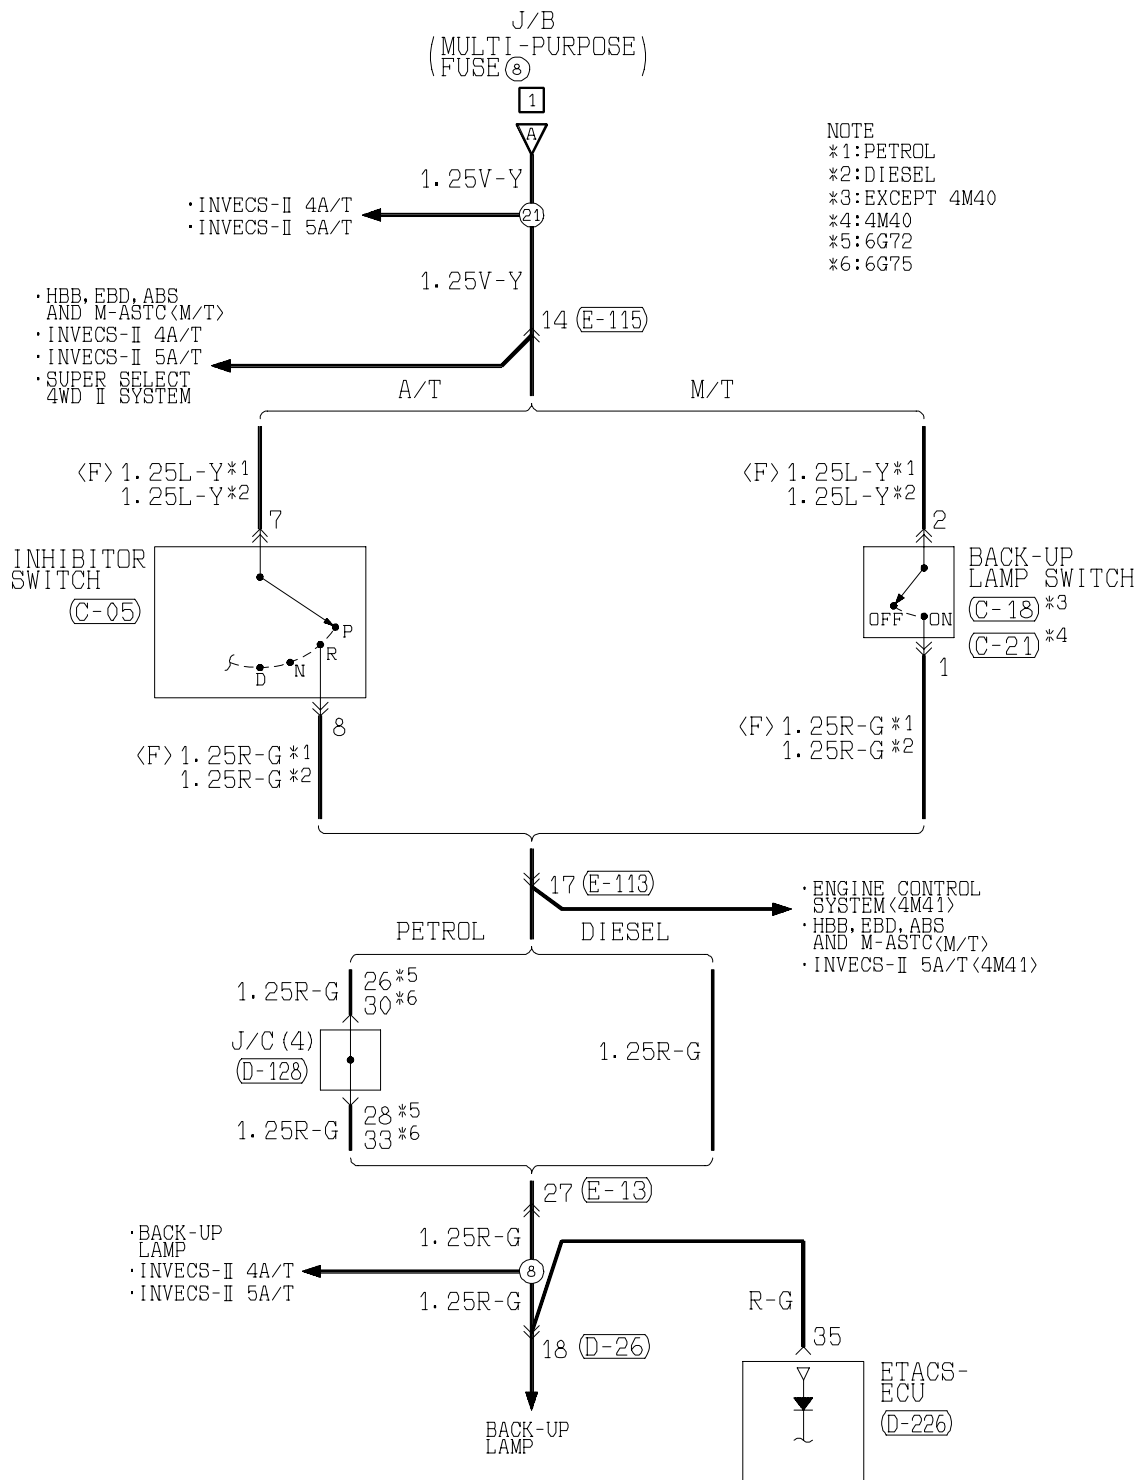 J/B
(MULTI-PURPOSE
FUSE 8)
1
A
NOTE
*1:PETROL
*2:DIESEL
*3:EXCEPT 4M40
*4:4M40
*5:6G72
*6:6G75
1.25V-Y
·INVECS-Ⅱ 4A/T
·INVECS-Ⅱ 5A/T
21
1.25V-Y
·HBB,EBD,ABS
AND M-ASTC〈M/T〉
·INVECS-Ⅱ 4A/T
·INVECS-Ⅱ 5A/T
·SUPER SELECT
4WD Ⅱ SYSTEM
14 E-115
A/T
M/T
〈F〉1.25L-Y*1
1.25L-Y*2
〈F〉1.25L-Y*1
1.25L-Y*2
7
2
INHIBITOR
SWITCH
C-05
P
R
N
D
BACK-UP
LAMP SWITCH
C-18 *3
C-21 *4
OFF
ON
8
1
〈F〉1.25R-G*1
1.25R-G*2
〈F〉1.25R-G*1
1.25R-G*2
17 E-113
·ENGINE CONTROL
SYSTEM〈4M41〉
·HBB,EBD,ABS
AND M-ASTC〈M/T〉
·INVECS-Ⅱ 5A/T〈4M41〉
PETROL
DIESEL
1.25R-G
26*5
30*6
J/C(4)
D-128
1.25R-G
1.25R-G
28*5
33*6
27 E-13
·BACK-UP
LAMP
·INVECS-Ⅱ 4A/T
·INVECS-Ⅱ 5A/T
1.25R-G
8
1.25R-G
R-G
18 D-26
35
ETACS-
ECU
D-226
BACK-UP
LAMP